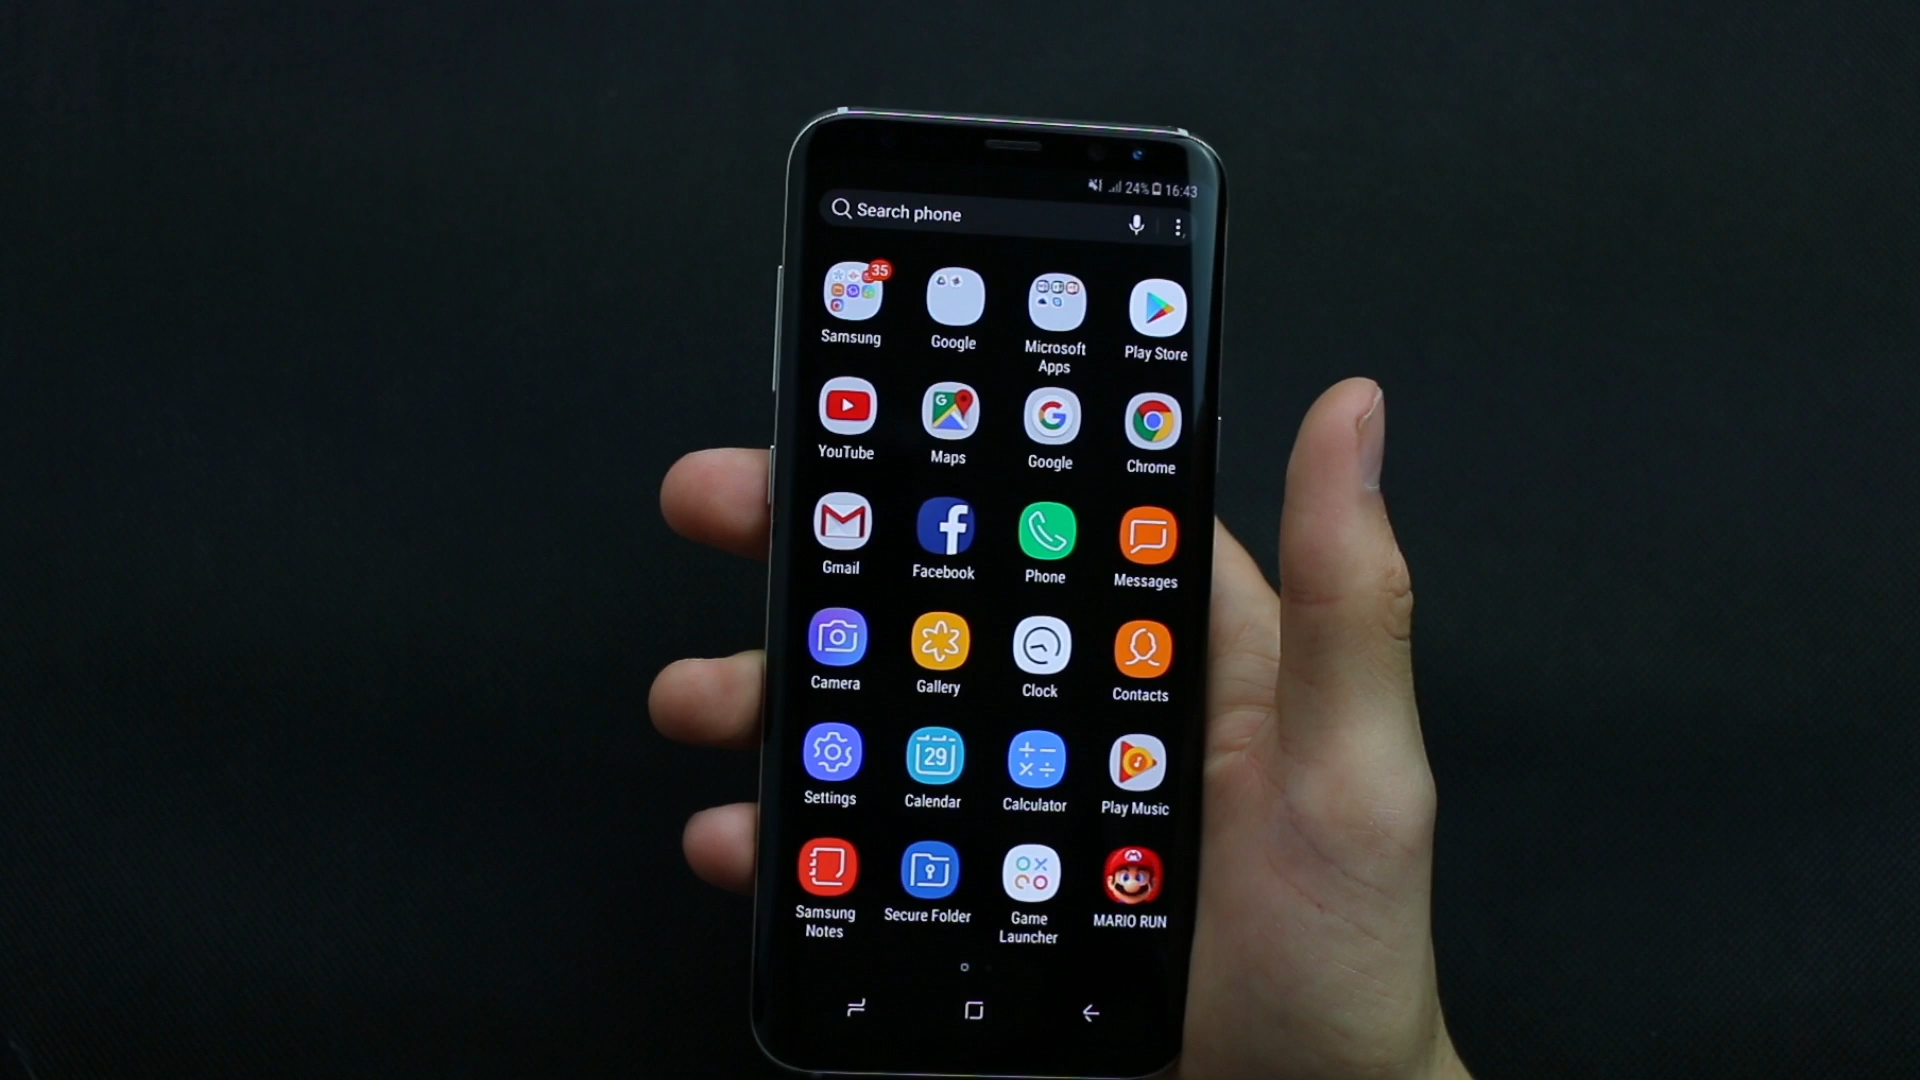 24% 16:43
Search phone
35
Samsung Google Microsoft Apps Play Store
G
YouTube Maps Google Chrome
Gmail Facebook Phone Messages
Camera Gallery Clock Contacts
29
Settings Calendar Calculator Play Music
Samsung Notes Secure Folder Game Launcher MARIO RUN